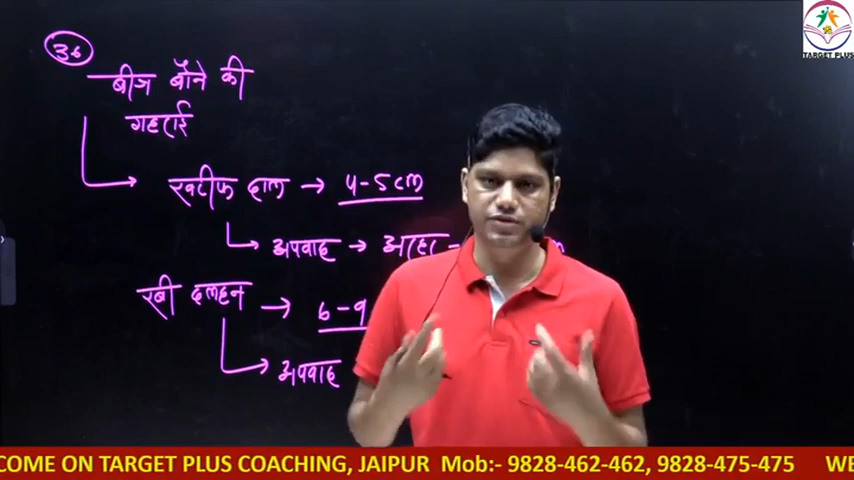 36
बीज बोने की
गहराई
खरीफ दाल → 4-5cm
अपवाद → अरहर -
रबी दलहन → 6-9
अपवाद
TARGET PLUS
COME ON TARGET PLUS COACHING, JAIPUR Mob:- 9828-462-462, 9828-475-475 WE